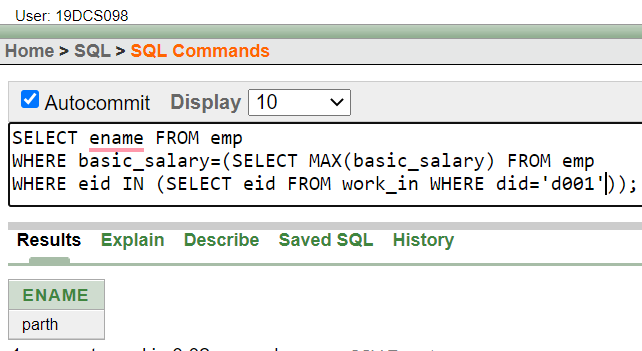 User: 19DCS098
Home > SQL > SQL Commands
Autocommit Display 10
SELECT ename FROM emp
WHERE basic_salary=(SELECT MAX(basic_salary) FROM emp
WHERE eid IN (SELECT eid FROM work_in WHERE did='d001'));
Results Explain Describe Saved SQL History
ENAME
parth